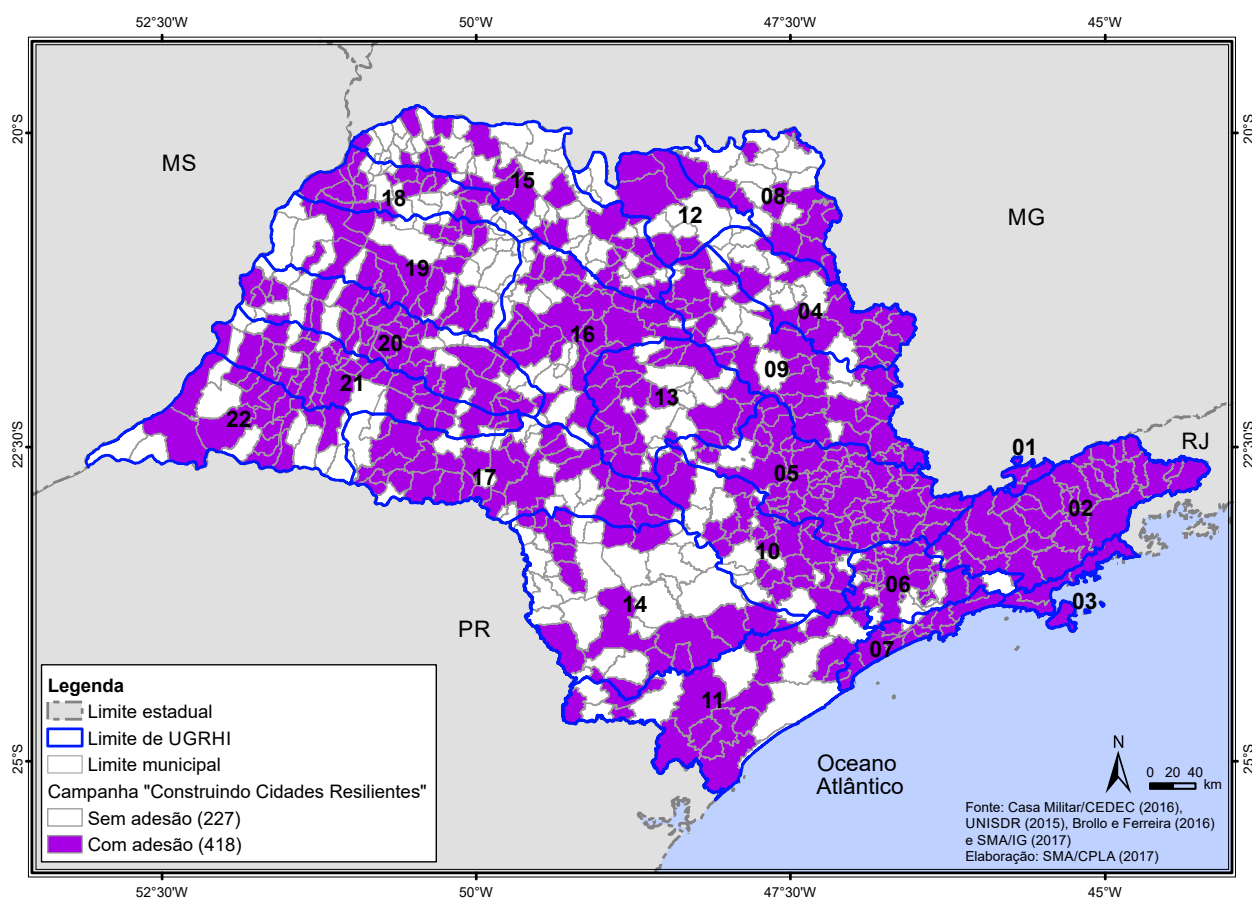 52°30'W
50°W
47°30'W
45°W
20°S
20°S
MS
15
18
08
12
MG
19
04
16
20
09
21
13
22
22°30'S
22°30'S
01
RJ
17
05
02
10
06
03
14
PR
07
11
Legenda
Limite estadual
Limite de UGRHI
Limite municipal
Campanha "Construindo Cidades Resilientes"
Sem adesão (227)
Com adesão (418)
25°S
25°S
Oceano
Atlântico
N
0 20 40
km
Fonte: Casa Militar/CEDEC (2016),
UNISDR (2015), Brollo e Ferreira (2016)
e SMA/IG (2017)
Elaboração: SMA/CPLA (2017)
52°30'W
50°W
47°30'W
45°W